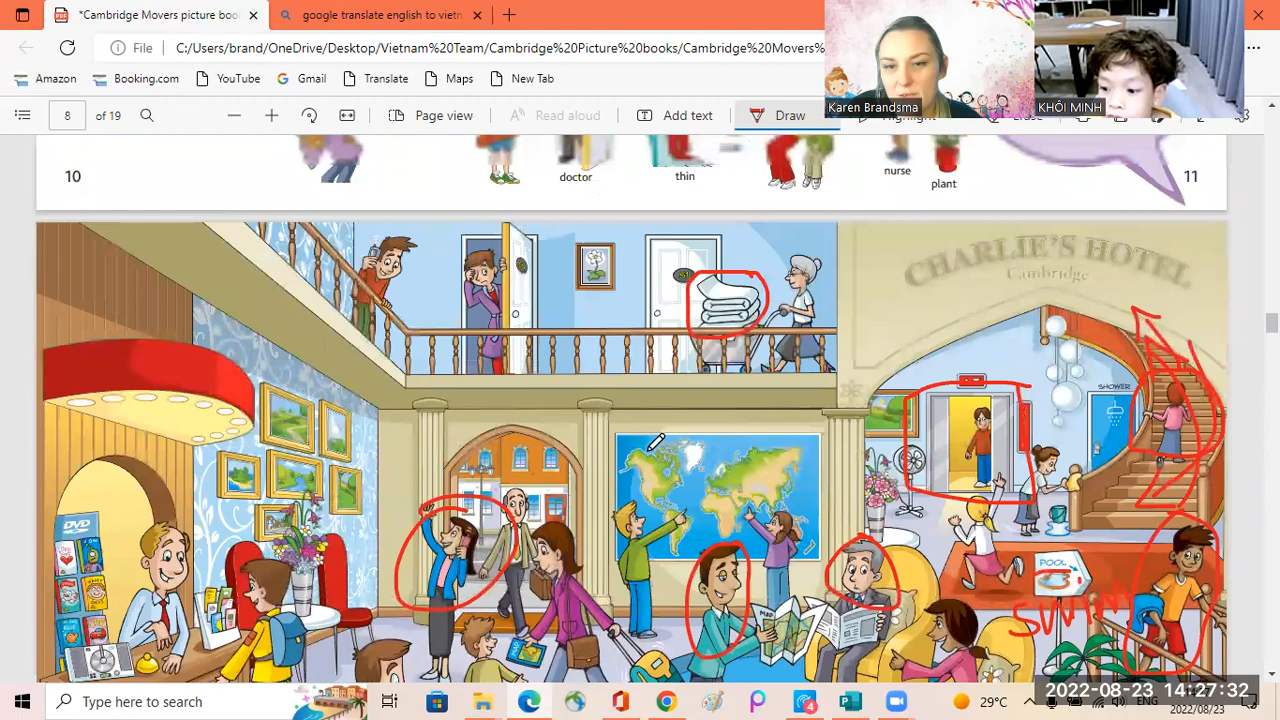 *Cambridge Movers picture boo
google translate english to vietn
File
C:/Users/brand/OneDrive/Desktop/Vietnam%20Team/Cambridge%20Picture%20books/Cambridge%20Movers%
Amazon
Booking.com
YouTube
Gmail
Translate
Maps
New Tab
Karen Brandsma
KHÔI MINH
8
of 19
Page view
Read aloud
Add text
Draw
10
doctor
thin
nurse
plant
11
CHARLIE'S HOTEL
Cambridge
SHOWER
DVD
MAP
POOL
SWIM
Type here to search
29°C
ENG
2022-08-23 14:27:32
2022/08/23